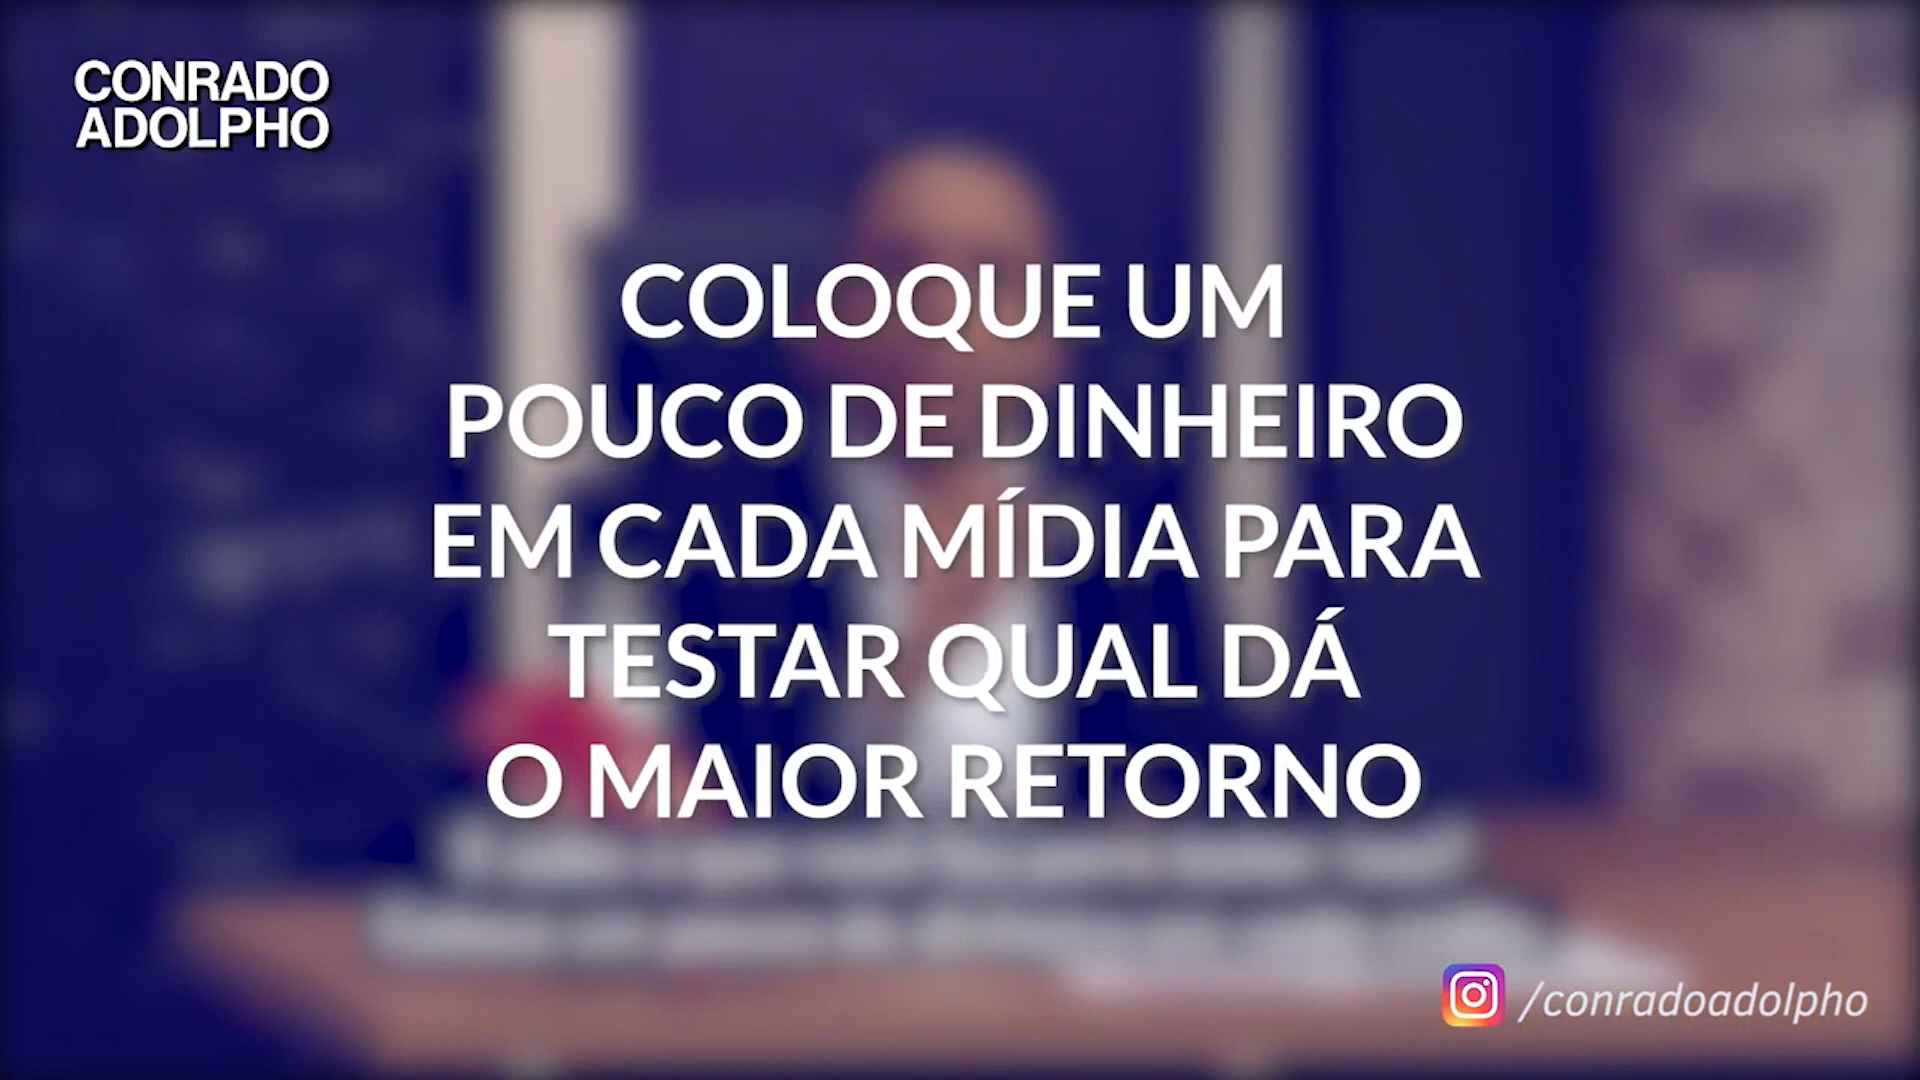 CONRADO
ADOLPHO
COLOQUE UM
POUCO DE DINHEIRO
EM CADA MÍDIA PARA
TESTAR QUAL DÁ
O MAIOR RETORNO
/conradoadolpho